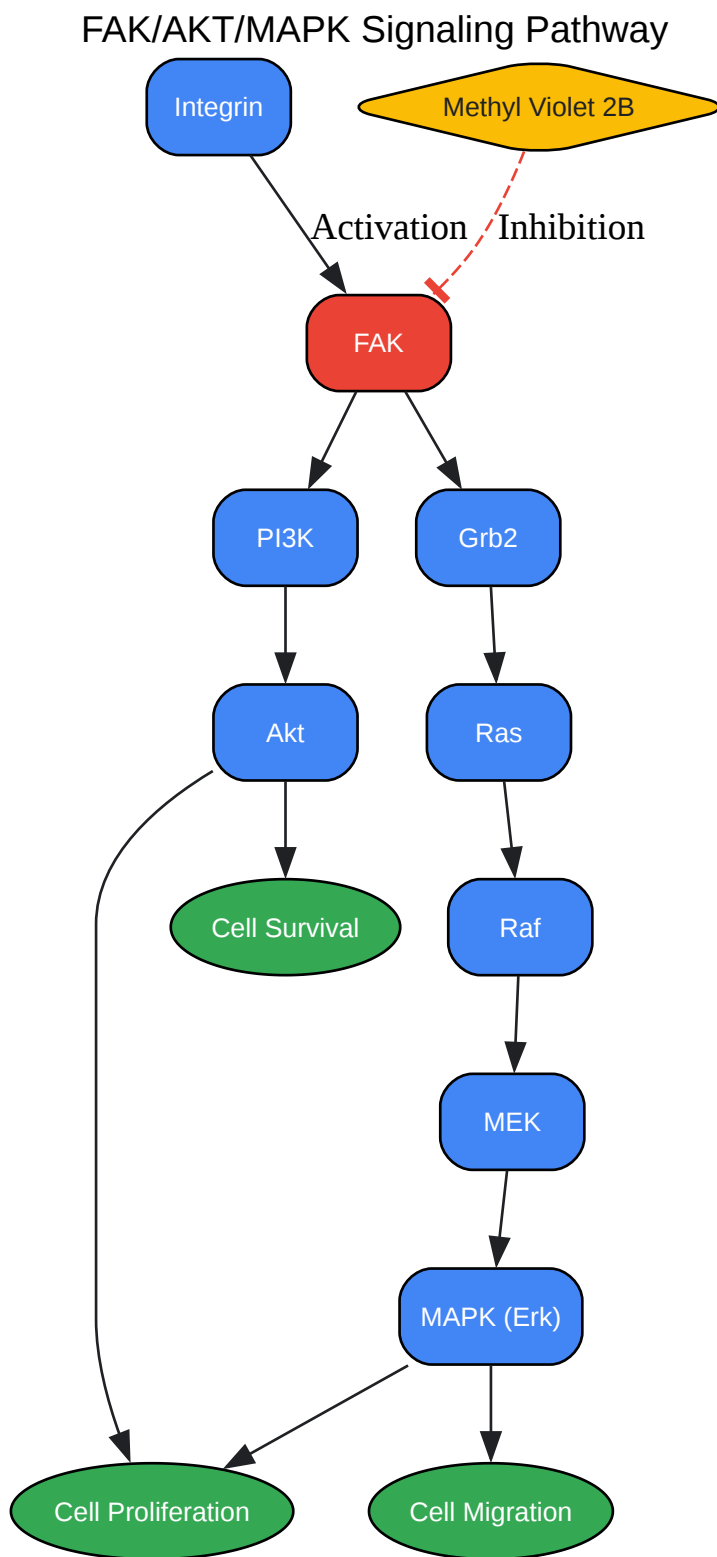 FAK/AKT/MAPK Signaling Pathway
Integrin
Methyl Violet 2B
Activation
Inhibition
FAK
PI3K
Grb2
Akt
Ras
Cell Survival
Raf
MEK
MAPK (Erk)
Cell Proliferation
Cell Migration